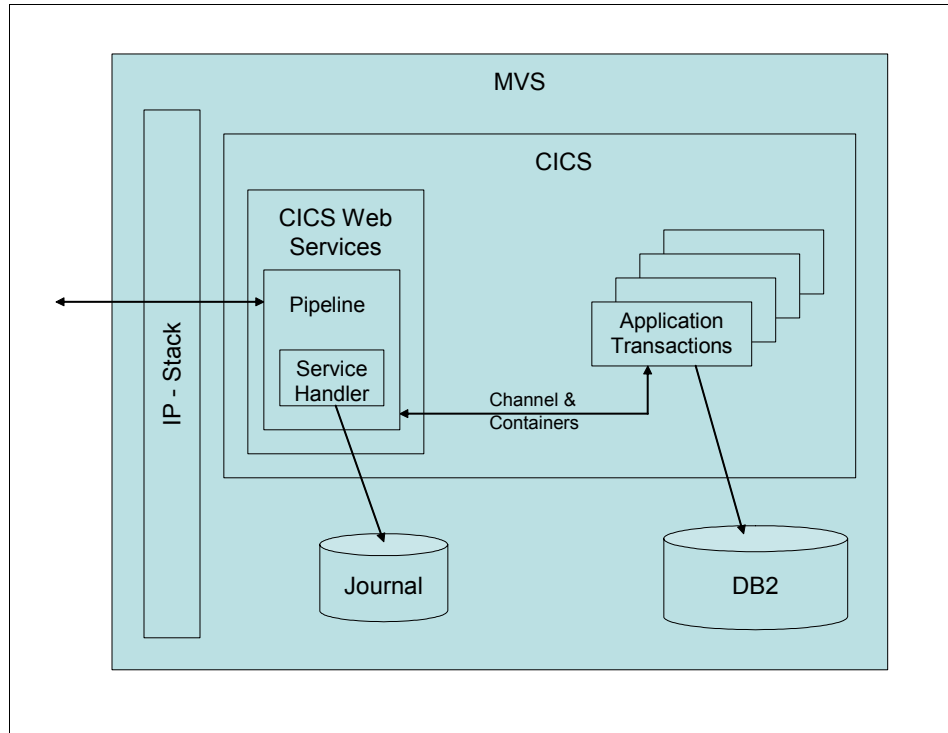 MVS
CICS
CICS Web
Services
Pipeline
Service
Handler
IP - Stack
Application
Transactions
Channel &
Containers
Journal
DB2